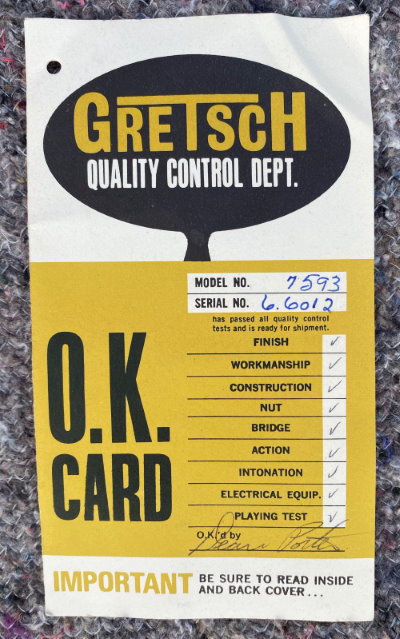 GRETSCH
QUALITY CONTROL DEPT.
MODEL NO. 7593
SERIAL NO. 6.6012
has passed all quality control
tests and is ready for shipment.
O.K.
CARD
FINISH ✓
WORKMANSHIP ✓
CONSTRUCTION ✓
NUT ✓
BRIDGE ✓
ACTION ✓
INTONATION ✓
ELECTRICAL EQUIP. ✓
PLAYING TEST ✓
O.K.'d by Dean Porter
IMPORTANT BE SURE TO READ INSIDE
AND BACK COVER...